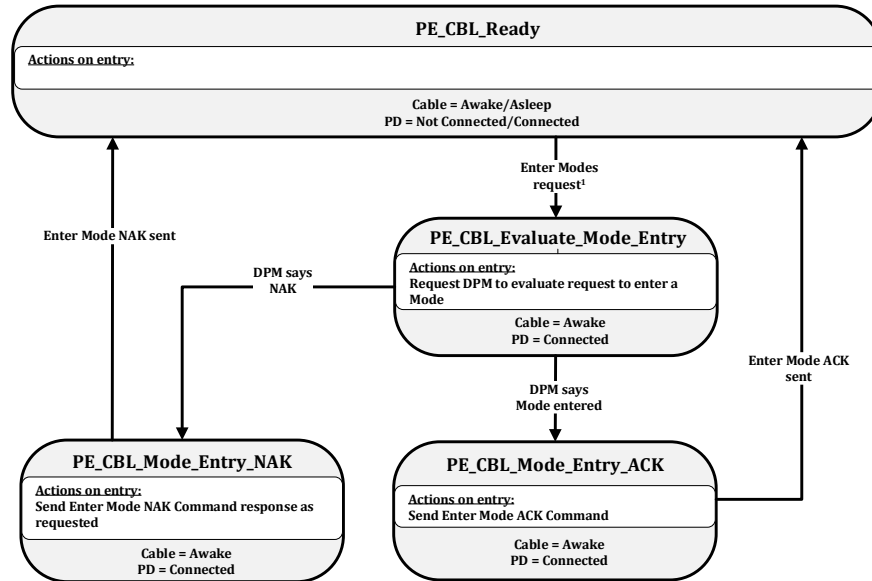 PE_CBL_Ready
Actions on entry:
Cable = Awake/Asleep
PD = Not Connected/Connected
Enter Modes
request¹
Enter Mode NAK sent
PE_CBL_Evaluate_Mode_Entry
Actions on entry:
Request DPM to evaluate request to enter a
Mode
Cable = Awake
PD = Connected
DPM says
NAK
Enter Mode ACK
sent
DPM says
Mode entered
PE_CBL_Mode_Entry_NAK
Actions on entry:
Send Enter Mode NAK Command response as
requested
Cable = Awake
PD = Connected
PE_CBL_Mode_Entry_ACK
Actions on entry:
Send Enter Mode ACK Command
Cable = Awake
PD = Connected